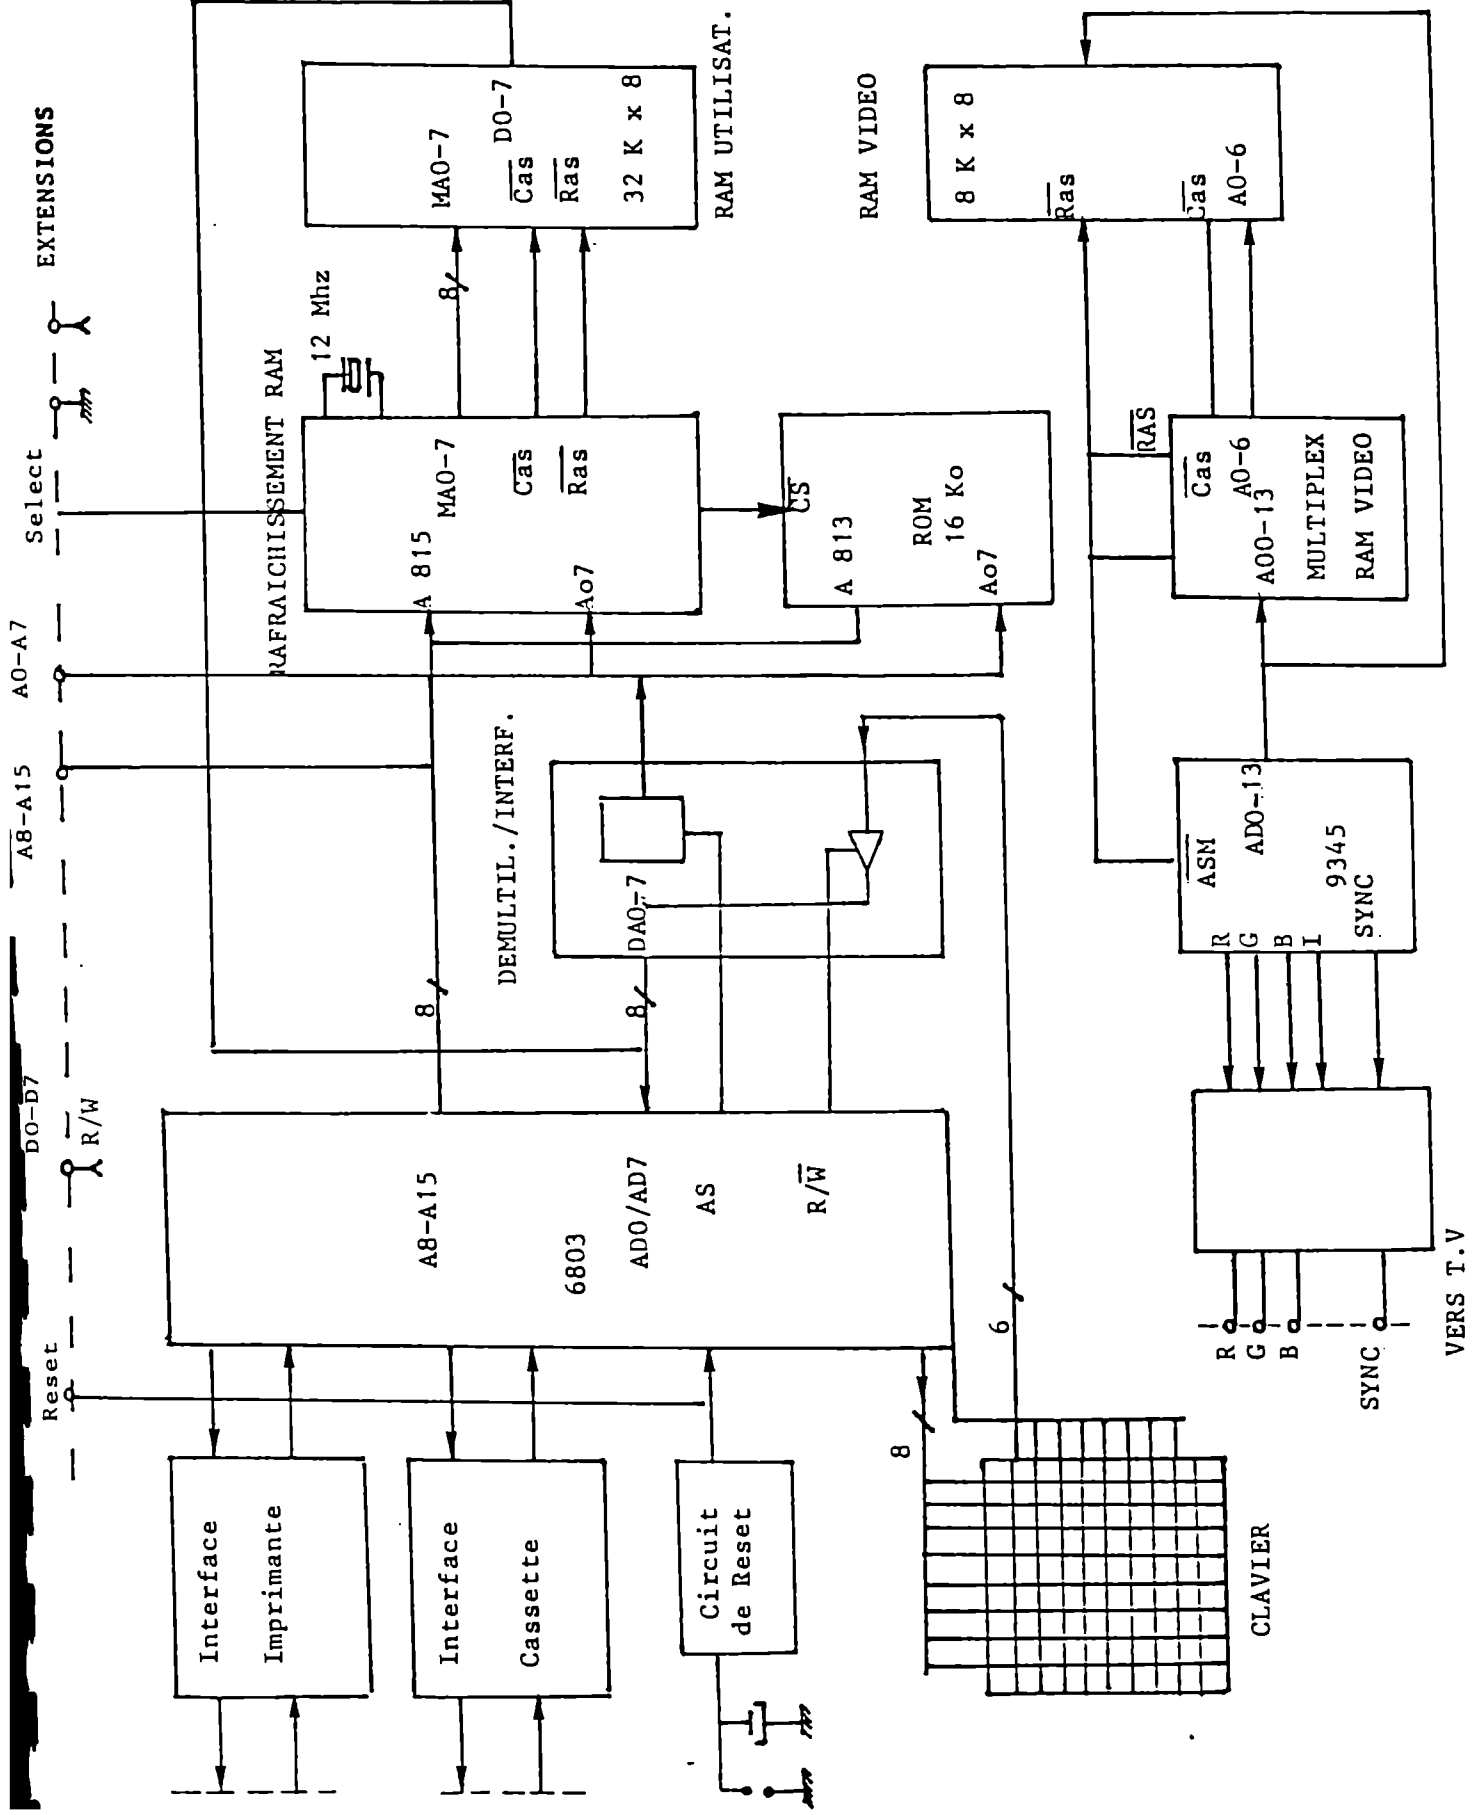 EXTENSIONS
Select
A0-A7
A8-A15
D0-D7
R/W
Reset
RAFRAICHISSEMENT RAM
12 Mhz
A 815
MA0-7
Cas
Ras
Ao7
8
MA0-7
D0-7
Cas
Ras
32 K x 8
RAM UTILISAT.
CS
A 813
ROM
16 Ko
Ao7
DEMULTIL./INTERF.
DA0-7
8
8
A8-A15
6803
AD0/AD7
AS
R/W
Interface
Imprimante
Interface
Cassette
Circuit
de Reset
8
6
CLAVIER
RAM VIDEO
8 K x 8
Ras
Cas
A0-6
RAS
Cas
A0-6
A00-13
MULTIPLEX
RAM VIDEO
ASM
AD0-13
9345
SYNC
R
G
B
I
R
G
B
SYNC
VERS T.V